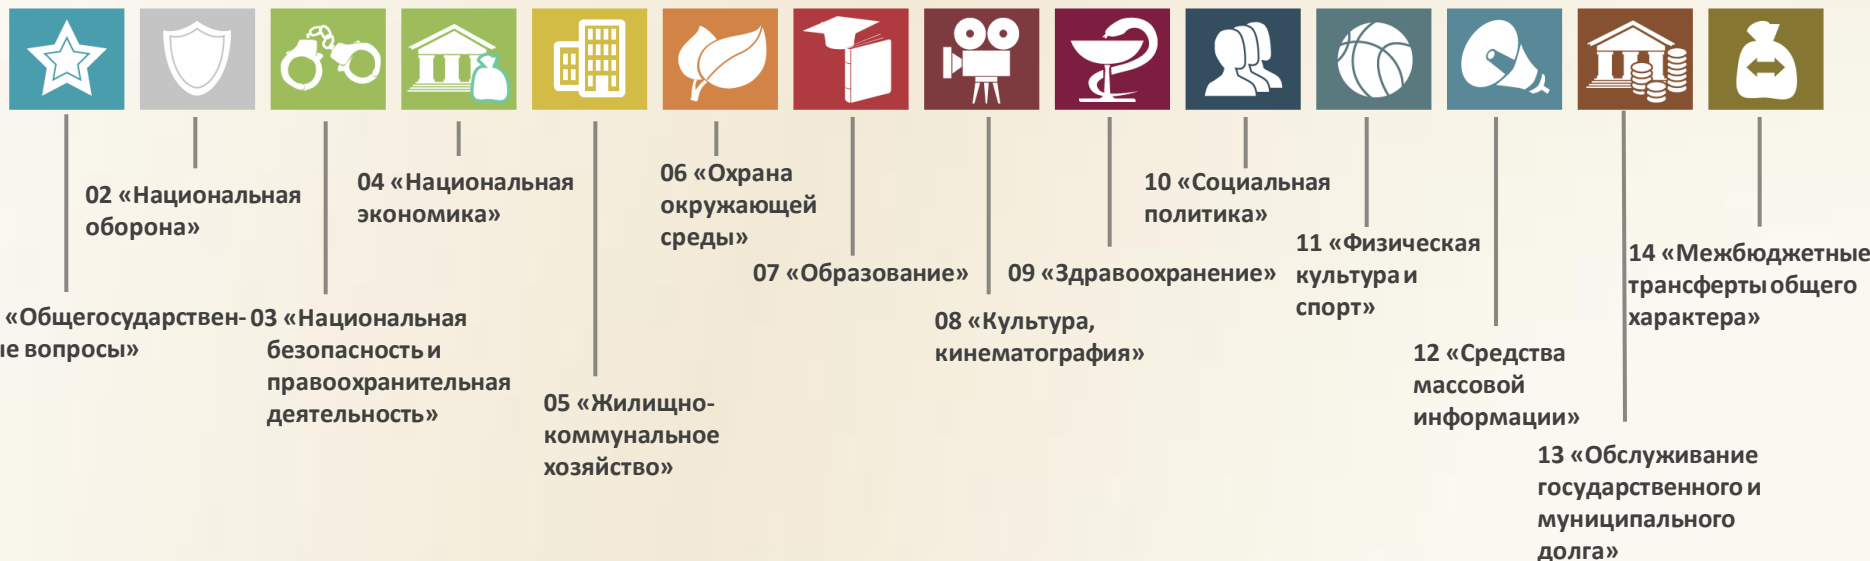 «Общегосударствен-
е вопросы»
02 «Национальная
оборона»
03 «Национальная
безопасность и
правоохранительная
деятельность»
04 «Национальная
экономика»
05 «Жилищно-
коммунальное
хозяйство»
06 «Охрана
окружающей
среды»
07 «Образование»
08 «Культура,
кинематография»
09 «Здравоохранение»
10 «Социальная
политика»
11 «Физическая
культура и
спорт»
12 «Средства
массовой
информации»
13 «Обслуживание
государственного и
муниципального
долга»
14 «Межбюджетные
трансферты общего
характера»